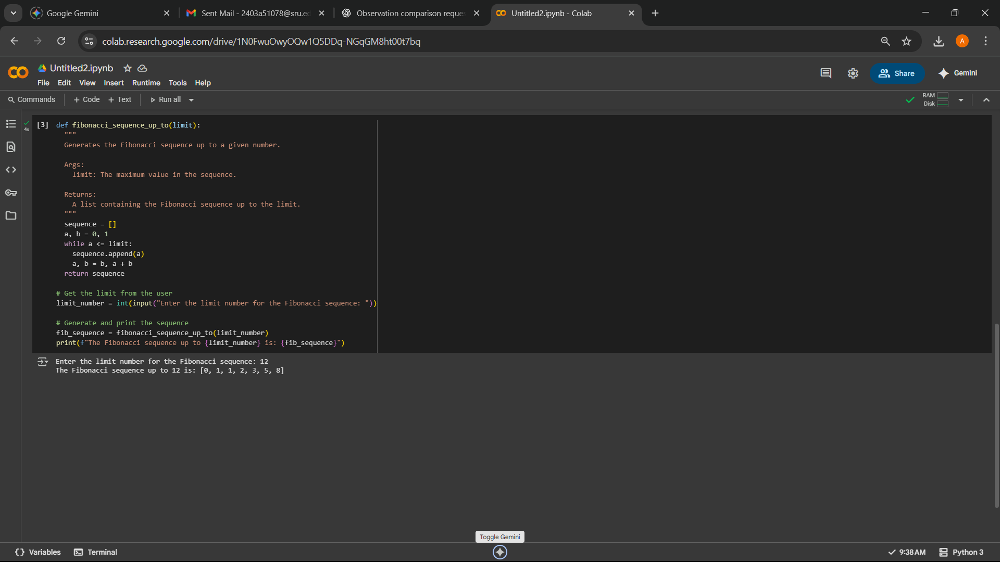 Google Gemini
Sent Mail - 2403a51078@sru.ed
Observation comparison reques
Untitled2.ipynb - Colab
colab.research.google.com/drive/1N0FwuOwyOQw1Q5DDq-NGqGM8ht00t7bq
A
Untitled2.ipynb
File Edit View Insert Runtime Tools Help
Share
Gemini
Commands + Code + Text Run all
RAM
Disk
4s
[3] def fibonacci_sequence_up_to(limit):
"""
Generates the Fibonacci sequence up to a given number.
Args:
limit: The maximum value in the sequence.
Returns:
A list containing the Fibonacci sequence up to the limit.
"""
sequence = []
a, b = 0, 1
while a <= limit:
sequence.append(a)
a, b = b, a + b
return sequence
# Get the limit from the user
limit_number = int(input("Enter the limit number for the Fibonacci sequence: "))
# Generate and print the sequence
fib_sequence = fibonacci_sequence_up_to(limit_number)
print(f"The Fibonacci sequence up to {limit_number} is: {fib_sequence}")
Enter the limit number for the Fibonacci sequence: 12
The Fibonacci sequence up to 12 is: [0, 1, 1, 2, 3, 5, 8]
Toggle Gemini
Variables Terminal
9:38 AM Python 3